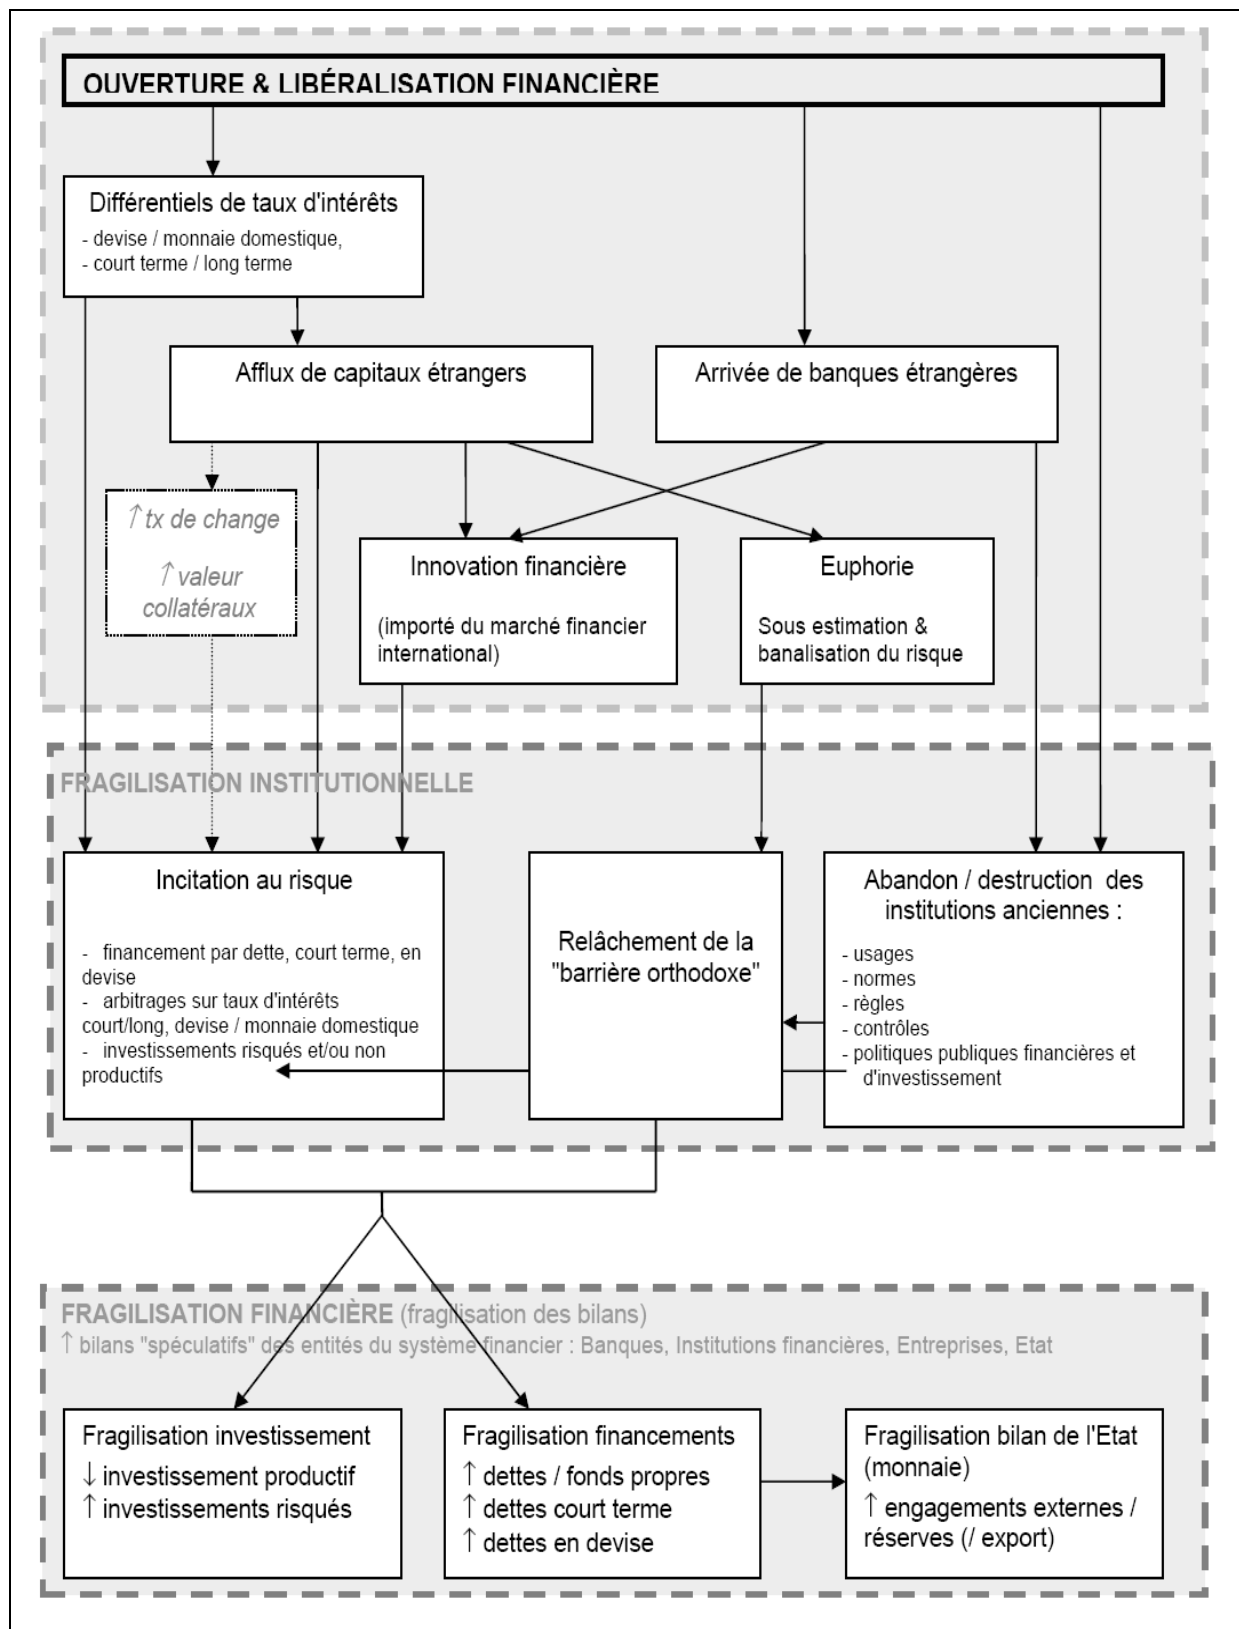 OUVERTURE & LIBÉRALISATION FINANCIÈRE
Différentiels de taux d'intérêts
- devise / monnaie domestique,
- court terme / long terme
Afflux de capitaux étrangers
Arrivée de banques étrangères
↑ tx de change
↑ valeur
collatéraux
Innovation financière
(importé du marché financier
international)
Euphorie
Sous estimation &
banalisation du risque
FRAGILISATION INSTITUTIONNELLE
Incitation au risque
- financement par dette, court terme, en
devise
- arbitrages sur taux d'intérêts
court/long, devise / monnaie domestique
- investissements risqués et/ou non
productifs
Relâchement de la
"barrière orthodoxe"
Abandon / destruction des
institutions anciennes :
- usages
- normes
- règles
- contrôles
- politiques publiques financières et
d'investissement
FRAGILISATION FINANCIÈRE (fragilisation des bilans)
↑ bilans "spéculatifs" des entités du système financier : Banques, Institutions financières, Entreprises, Etat
Fragilisation investissement
↓ investissement productif
↑ investissements risqués
Fragilisation financements
↑ dettes / fonds propres
↑ dettes court terme
↑ dettes en devise
Fragilisation bilan de l'Etat
(monnaie)
↑ engagements externes /
réserves (/ export)